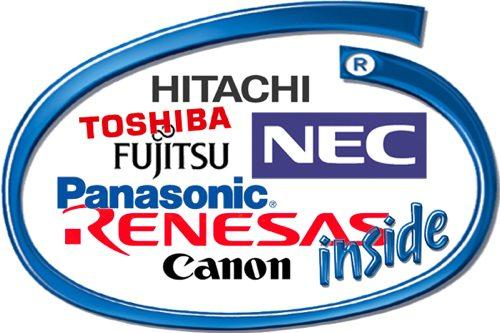 ®
HITACHI
TOSHIBA
FUJITSU
NEC
Panasonic®
RENESAS
inside
Canon